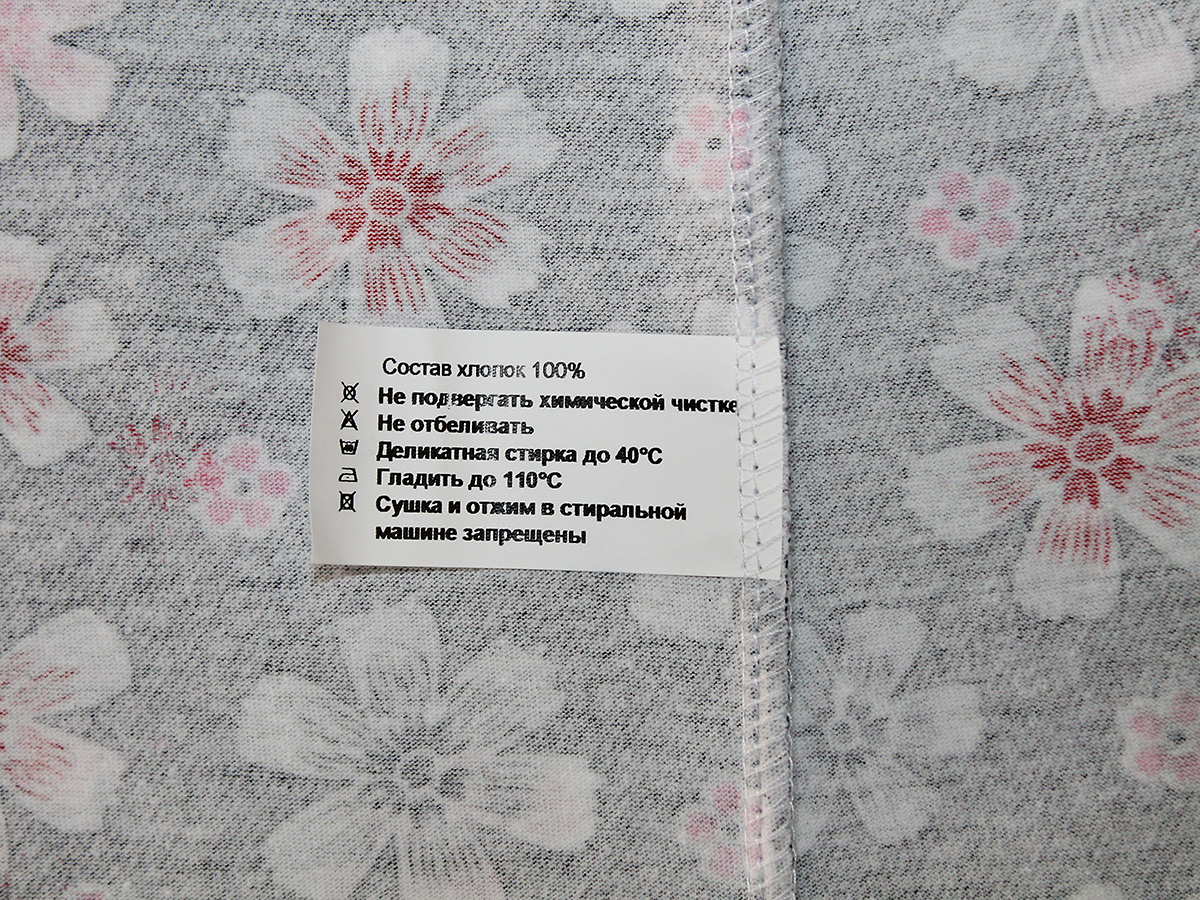 Состав хлопок 100%
Не подвергать химической чистке
Не отбеливать
Деликатная стирка до 40°C
Гладить до 110°C
Сушка и отжим в стиральной
машине запрещены